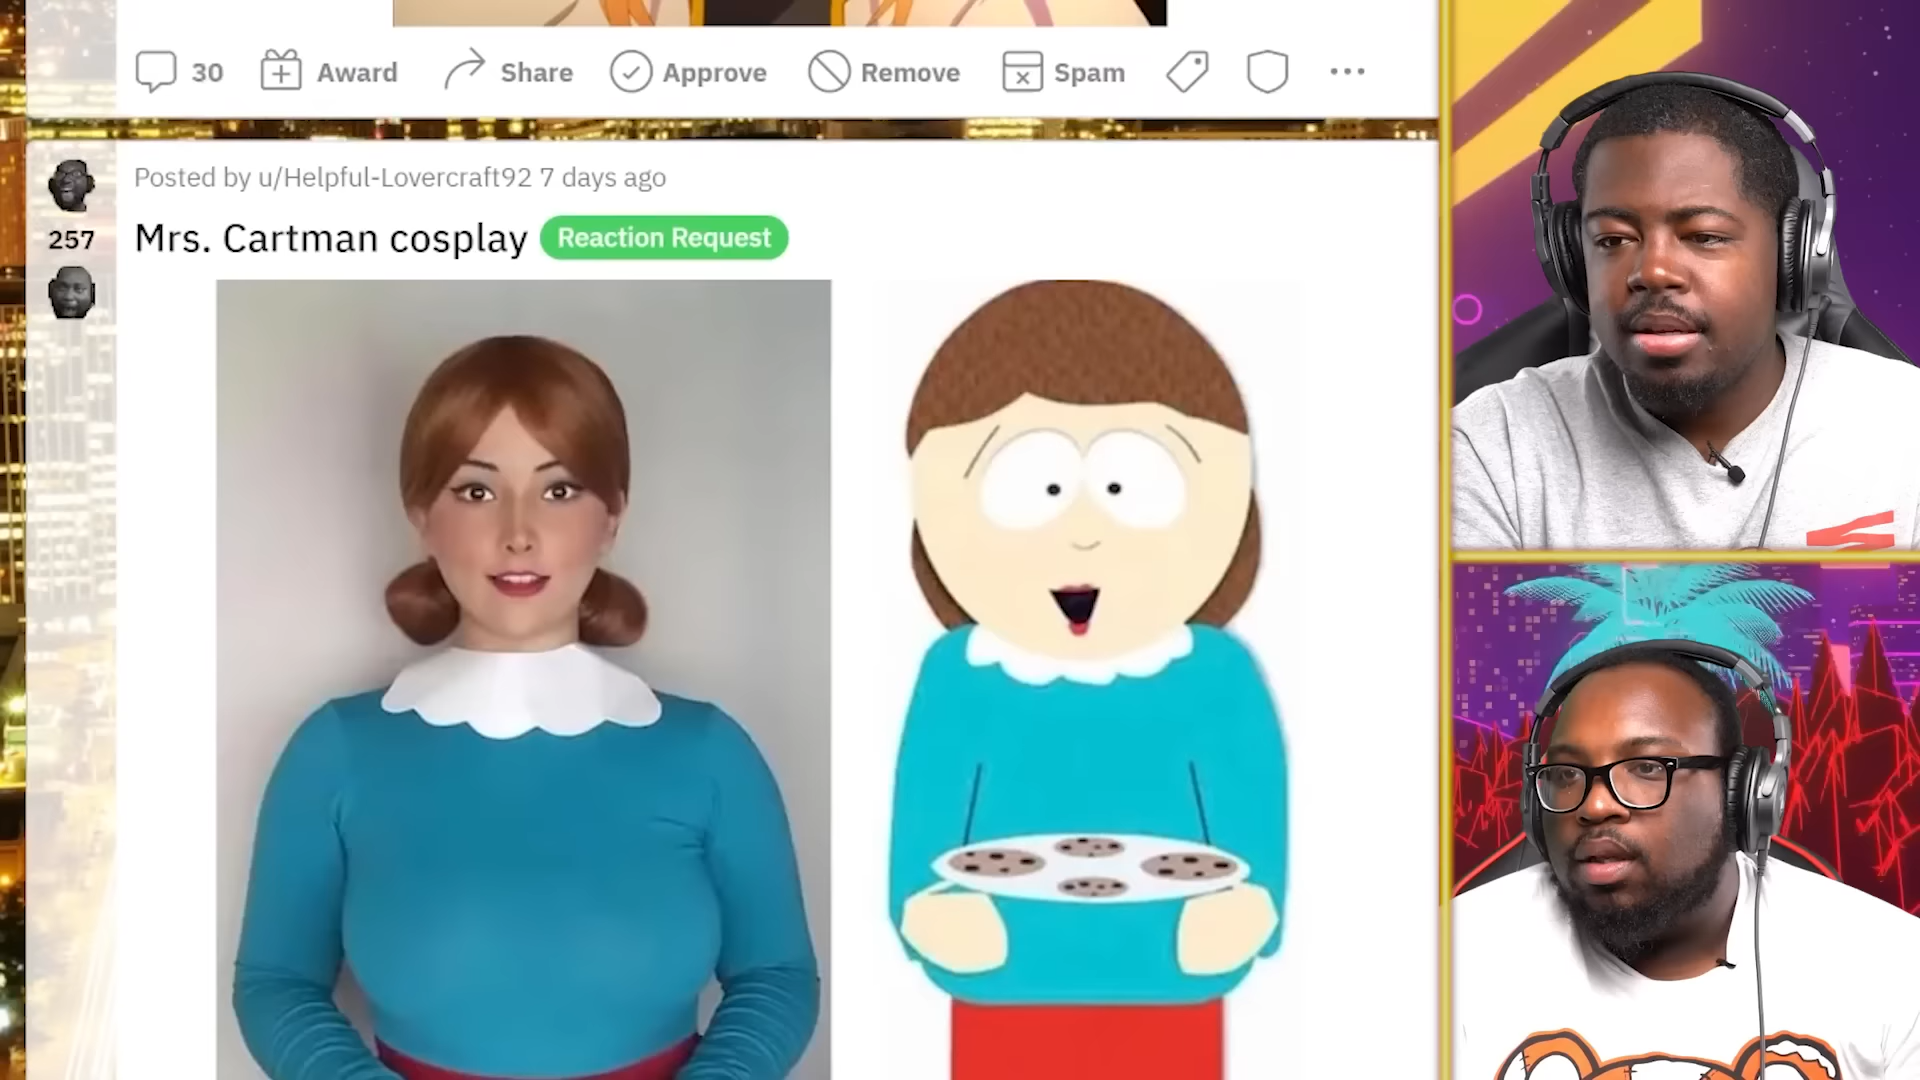 30 Award Share Approve Remove Spam
Posted by u/Helpful-Lovercraft92 7 days ago
257
Mrs. Cartman cosplay Reaction Request